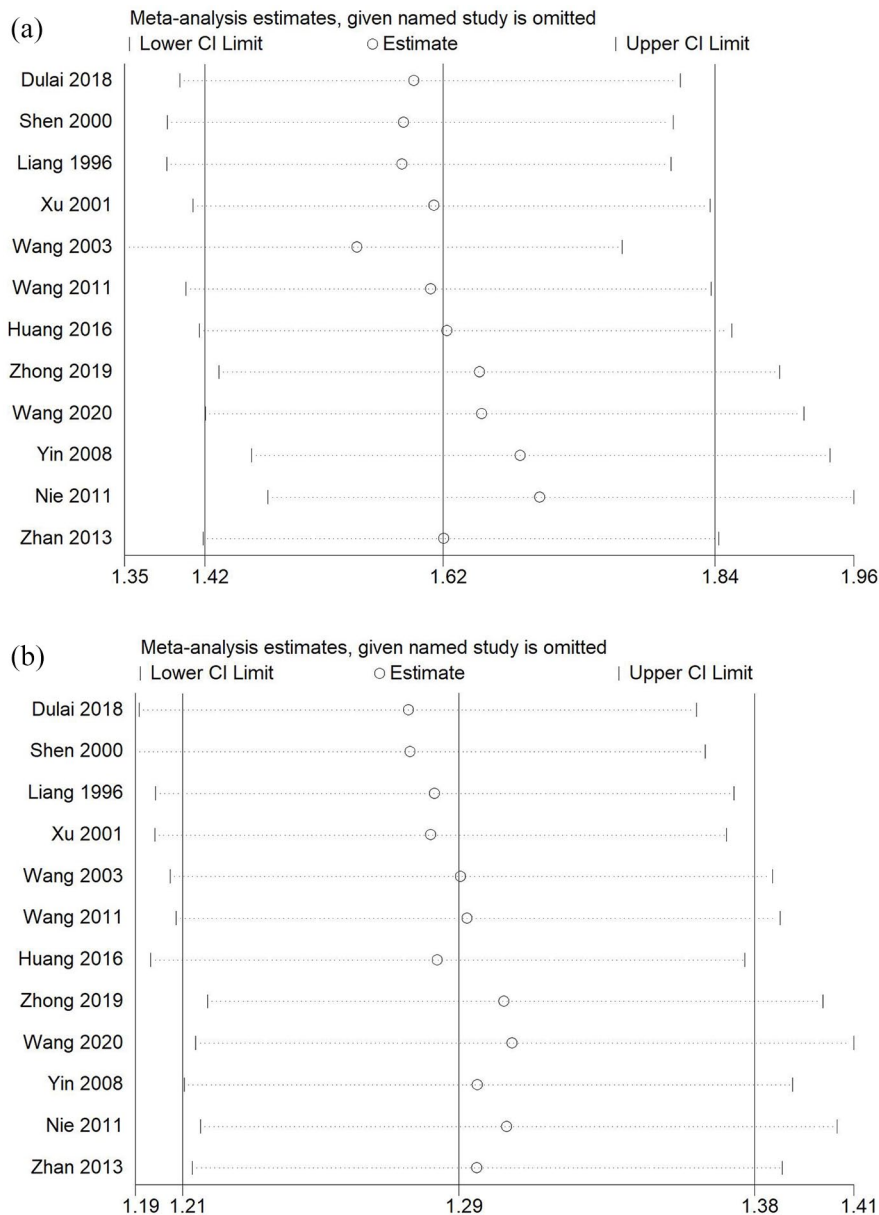 (a)
Meta-analysis estimates, given named study is omitted
Lower CI Limit Estimate Upper CI Limit
Dulai 2018
Shen 2000
Liang 1996
Xu 2001
Wang 2003
Wang 2011
Huang 2016
Zhong 2019
Wang 2020
Yin 2008
Nie 2011
Zhan 2013
1.35 1.42 1.62 1.84 1.96
(b)
Meta-analysis estimates, given named study is omitted
Lower CI Limit Estimate Upper CI Limit
Dulai 2018
Shen 2000
Liang 1996
Xu 2001
Wang 2003
Wang 2011
Huang 2016
Zhong 2019
Wang 2020
Yin 2008
Nie 2011
Zhan 2013
1.19 1.21 1.29 1.38 1.41